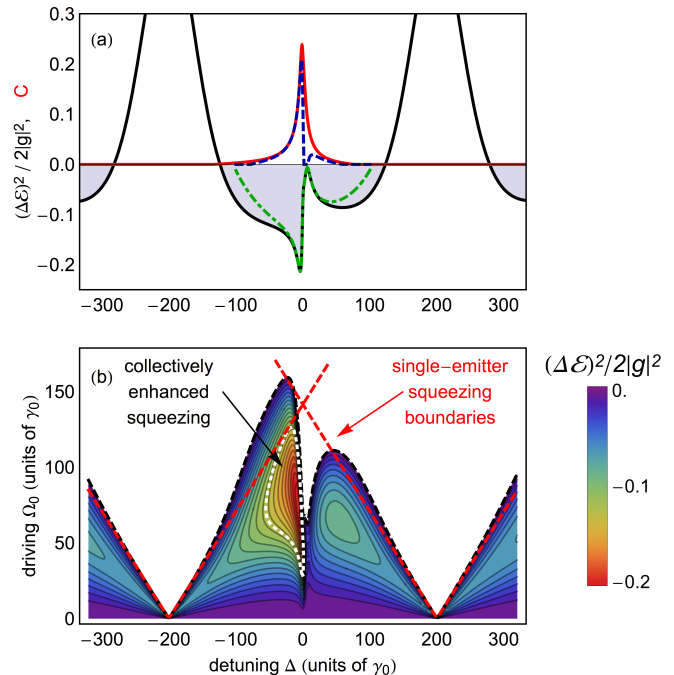 (a)
0.3
0.2
0.1
0.0
−0.1
−0.2
(Δℰ)² / 2|g|², C
−300 −200 −100 0 100 200 300
(b)
collectively
enhanced
squeezing
single−emitter
squeezing
boundaries
150
100
50
0
driving Ω₀ (units of γ₀)
−300 −200 −100 0 100 200 300
detuning Δ (units of γ₀)
(Δℰ)²/2|g|²
0.
−0.1
−0.2